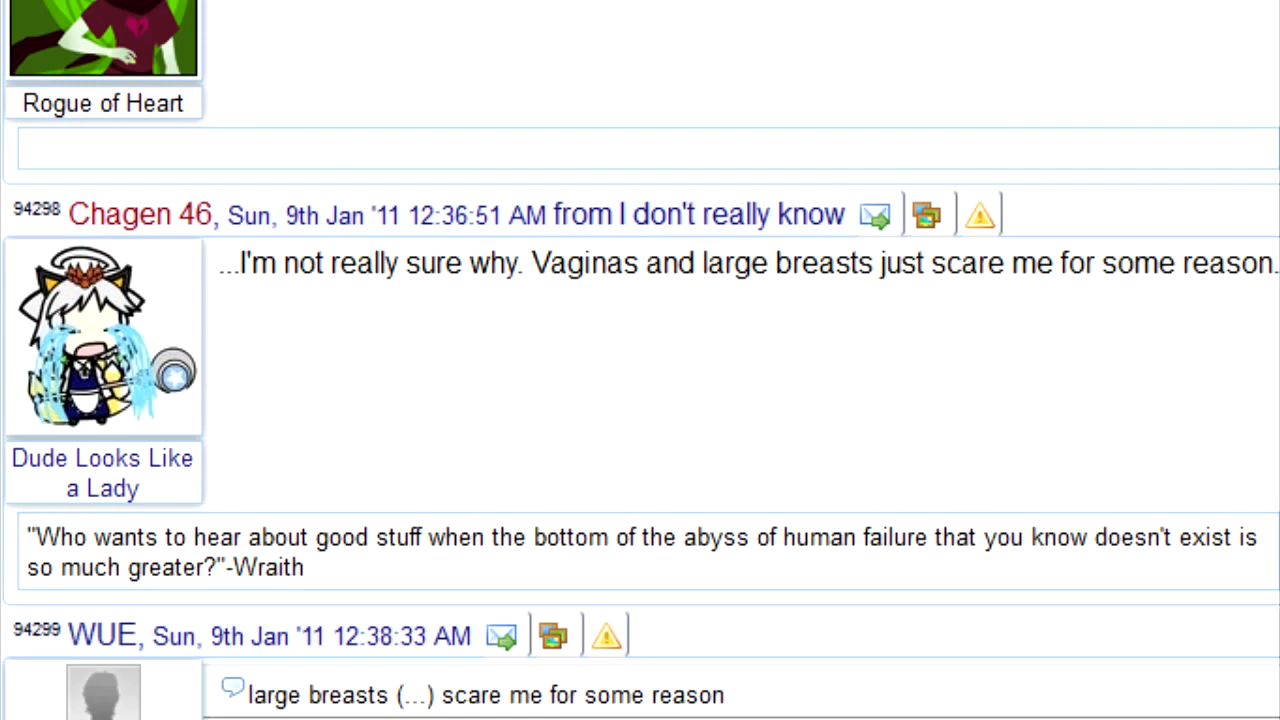 Rogue of Heart
94298 Chagen 46, Sun, 9th Jan '11 12:36:51 AM from I don't really know
...I'm not really sure why. Vaginas and large breasts just scare me for some reason.
Dude Looks Like
a Lady
"Who wants to hear about good stuff when the bottom of the abyss of human failure that you know doesn't exist is
so much greater?"-Wraith
94299 WUE, Sun, 9th Jan '11 12:38:33 AM
large breasts (...) scare me for some reason